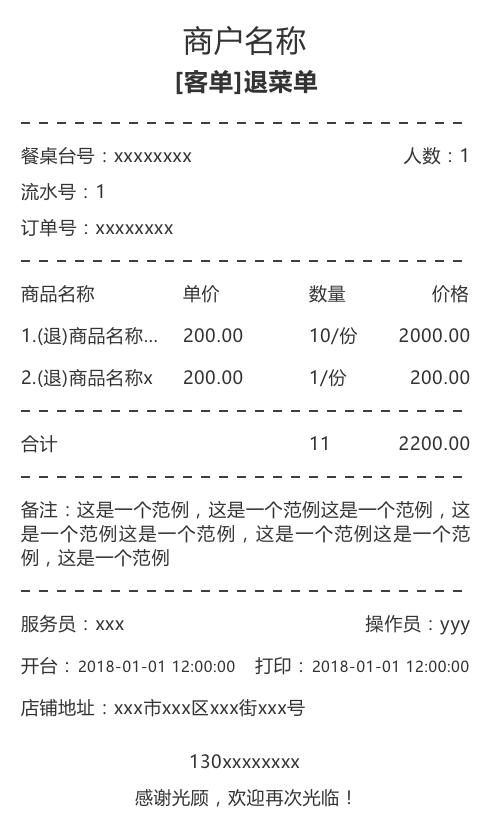 商户名称
[客单]退菜单
餐桌台号：xxxxxxxx 人数：1
流水号：1
订单号：xxxxxxxx
商品名称 单价 数量 价格
1.(退)商品名称... 200.00 10/份 2000.00
2.(退)商品名称x 200.00 1/份 200.00
合计 11 2200.00
备注：这是一个范例，这是一个范例这是一个范例，这
是一个范例这是一个范例，这是一个范例这是一个范
例，这是一个范例
服务员：xxx 操作员：yyy
开台：2018-01-01 12:00:00 打印：2018-01-01 12:00:00
店铺地址：xxx市xxx区xxx街xxx号
130xxxxxxxx
感谢光顾，欢迎再次光临！